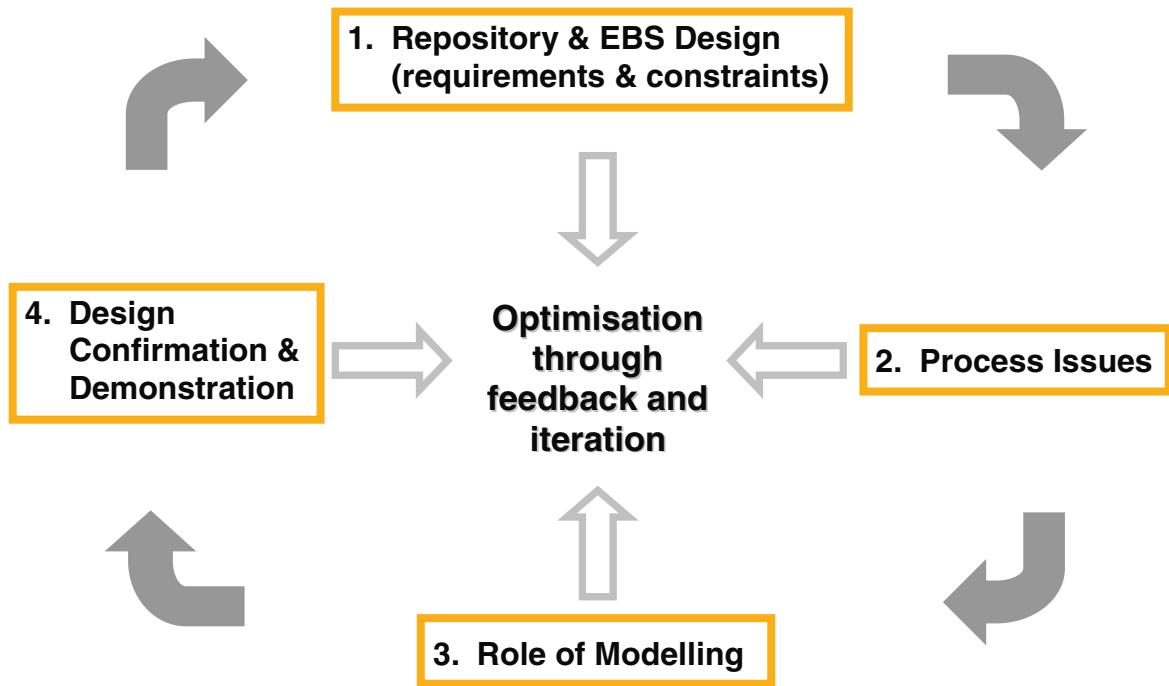 1. Repository & EBS Design
(requirements & constraints)
4. Design
Confirmation &
Demonstration
Optimisation
through
feedback and
iteration
2. Process Issues
3. Role of Modelling